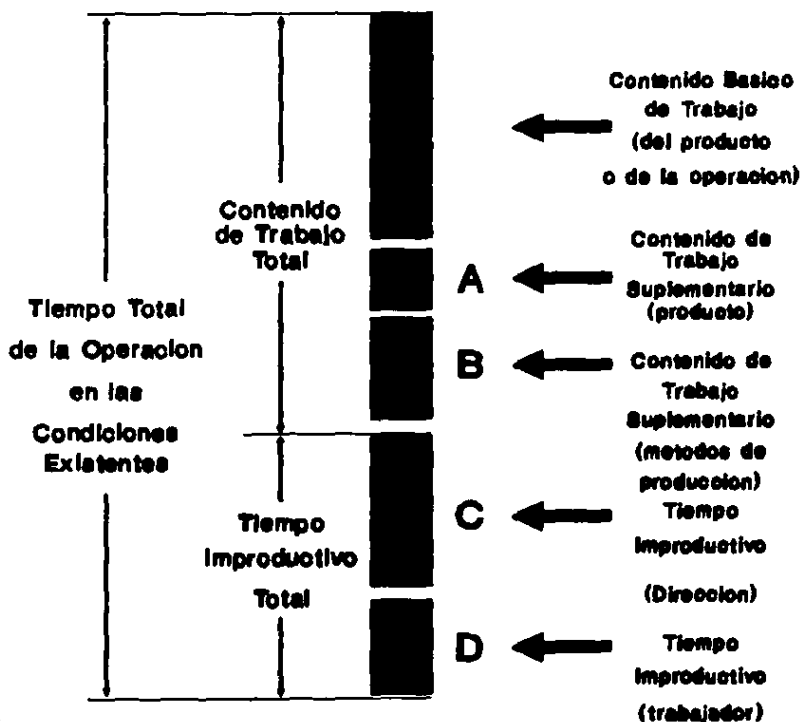 Tiempo Total
de la Operacion
en las
Condiciones
Existentes
Contenido
de Trabajo
Total
Tiempo
Improductivo
Total
Contenido Basico
de Trabajo
(del producto
o de la operacion)
A
Contenido de
Trabajo
Suplementario
(producto)
B
Contenido de
Trabajo
Suplementario
(metodos de
produccion)
C
Tiempo
Improductivo
(Direccion)
D
Tiempo
Improductivo
(trabajador)